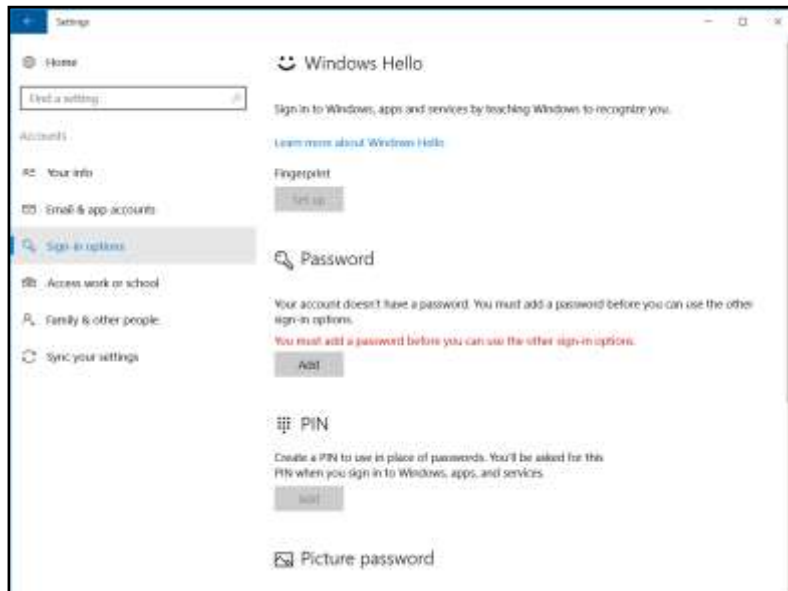 Settings
Home
Find a setting
Accounts
Your info
Email & app accounts
Sign-in options
Access work or school
Family & other people
Sync your settings
Windows Hello
Sign in to Windows, apps and services by teaching Windows to recognize you.
Learn more about Windows Hello
Fingerprint
Set up
Password
Your account doesn't have a password. You must add a password before you can use the other
sign-in options.
You must add a password before you can use the other sign-in options.
Add
PIN
Create a PIN to use in place of passwords. You'll be asked for this
PIN when you sign in to Windows, apps, and services.
Add
Picture password